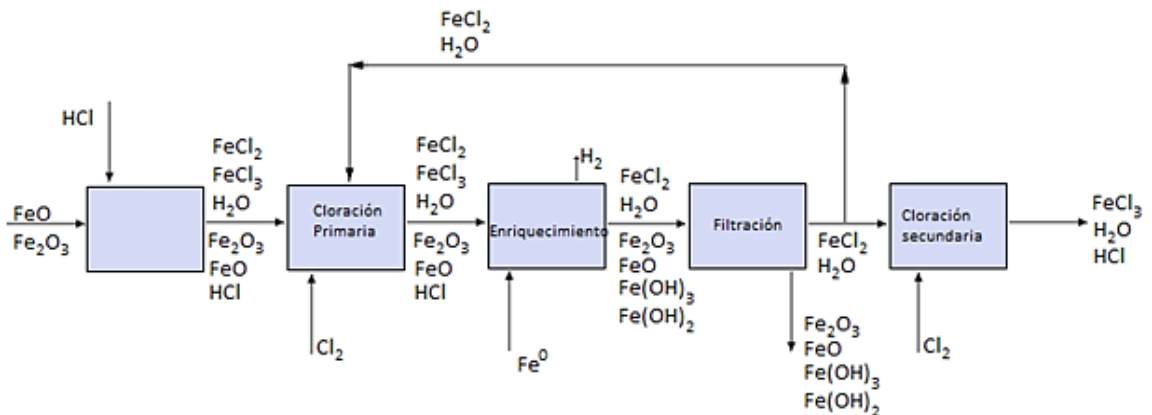 FeCl2
H2O
HCl
FeO
Fe2O3
FeCl2
FeCl3
H2O
Fe2O3
FeO
HCl
Cloración
Primaria
Cl2
FeCl2
FeCl3
H2O
Fe2O3
FeO
HCl
Enriquecimiento
H2
Fe0
FeCl2
H2O
Fe2O3
FeO
Fe(OH)3
Fe(OH)2
Filtración
Fe2O3
FeO
Fe(OH)3
Fe(OH)2
FeCl2
H2O
Cloración
secundaria
Cl2
FeCl3
H2O
HCl